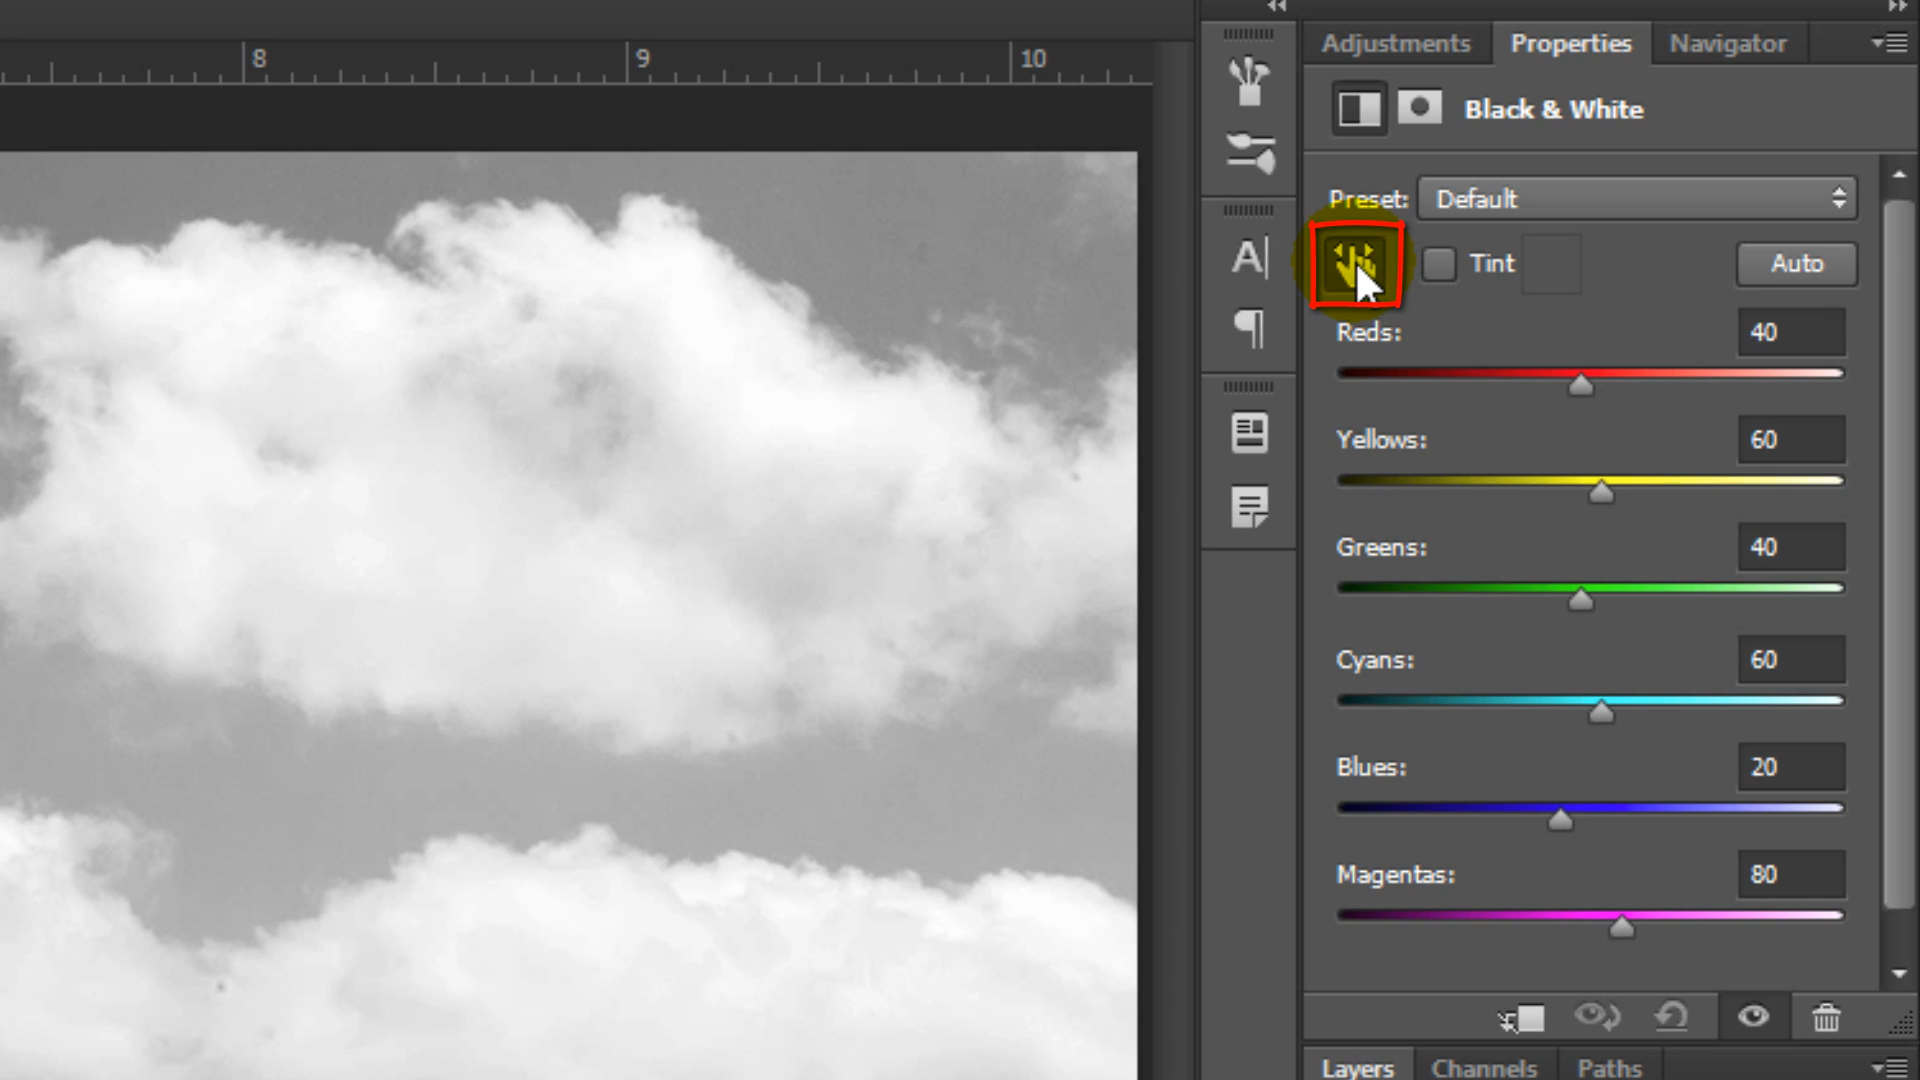 8 9 10
Adjustments Properties Navigator
Black & White
Preset: Default
Tint Auto
Reds: 40
Yellows: 60
Greens: 40
Cyans: 60
Blues: 20
Magentas: 80
Layers Channels Paths
A